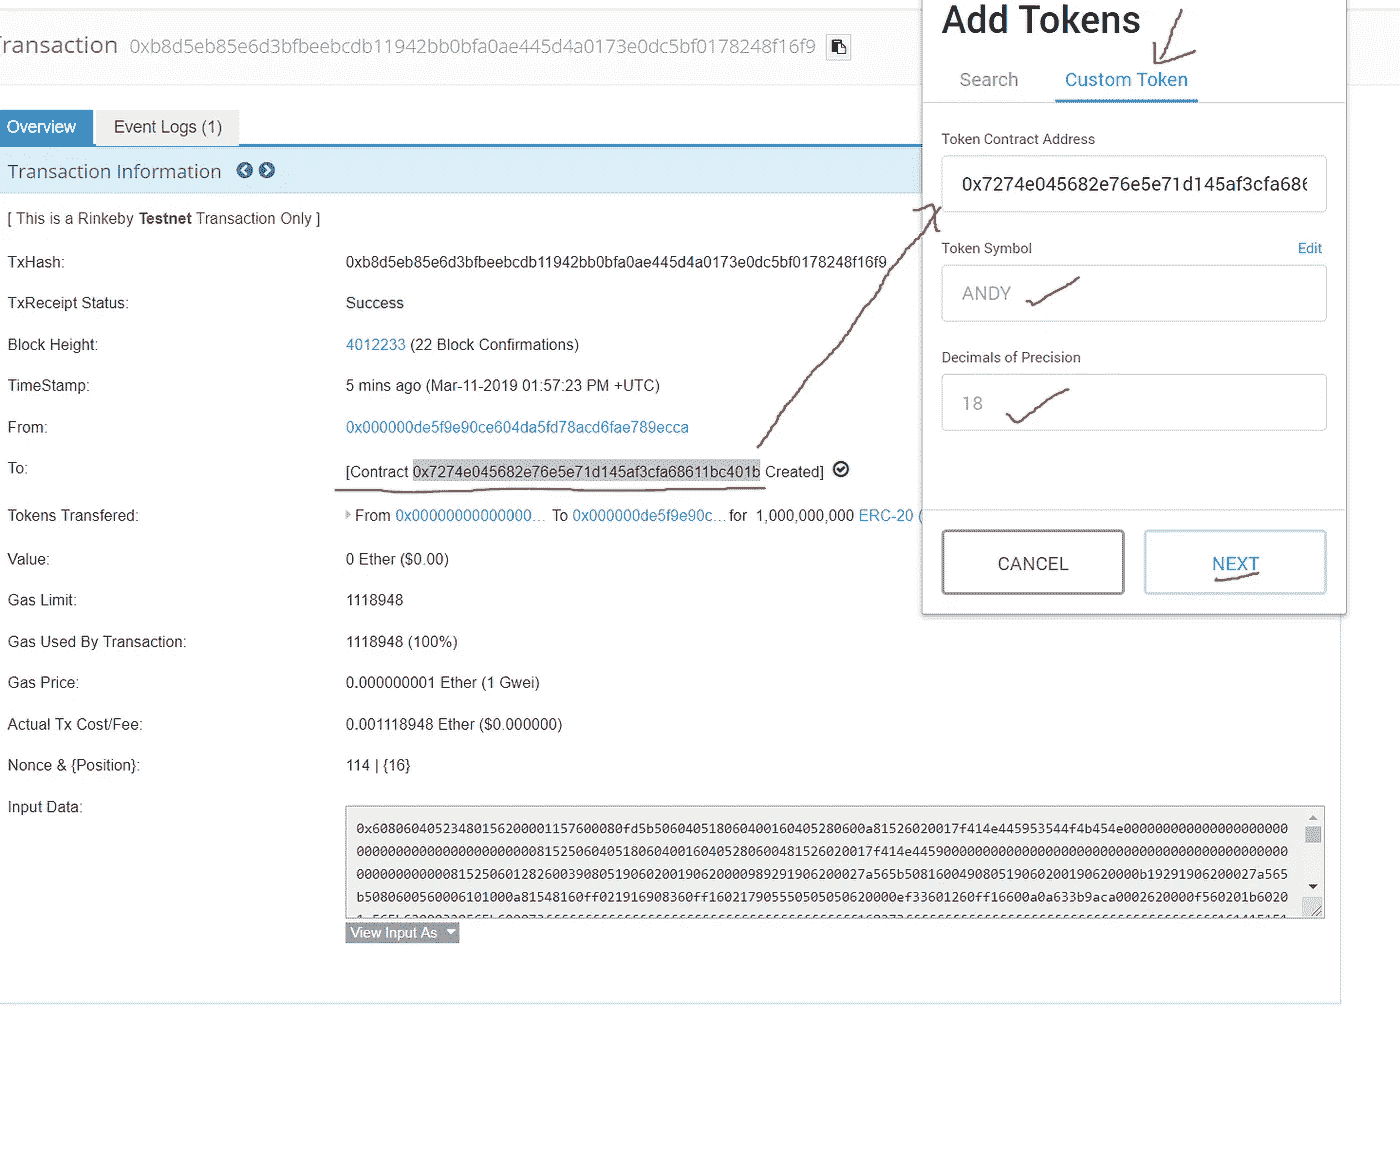 Transaction 0xb8d5eb85e6d3bfbeebcdb11942bb0bfa0ae445d4a0173e0dc5bf0178248f16f9
Overview Event Logs (1)
Transaction Information
[ This is a Rinkeby Testnet Transaction Only ]
TxHash: 0xb8d5eb85e6d3bfbeebcdb11942bb0bfa0ae445d4a0173e0dc5bf0178248f16f9
TxReceipt Status: Success
Block Height: 4012233 (22 Block Confirmations)
TimeStamp: 5 mins ago (Mar-11-2019 01:57:23 PM +UTC)
From: 0x000000de5f9e90ce604da5fd78acd6fae789ecca
To: [Contract 0x7274e045682e76e5e71d145af3cfa68611bc401b Created]
Tokens Transfered: From 0x00000000000000... To 0x000000de5f9e90c... for 1,000,000,000 ERC-20 (
Value: 0 Ether ($0.00)
Gas Limit: 1118948
Gas Used By Transaction: 1118948 (100%)
Gas Price: 0.000000001 Ether (1 Gwei)
Actual Tx Cost/Fee: 0.001118948 Ether ($0.000000)
Nonce & {Position}: 114 | {16}
Input Data:
View Input As
Add Tokens
Search Custom Token
Token Contract Address
0x7274e045682e76e5e71d145af3cfa686
Token Symbol Edit
ANDY
Decimals of Precision
18
CANCEL NEXT